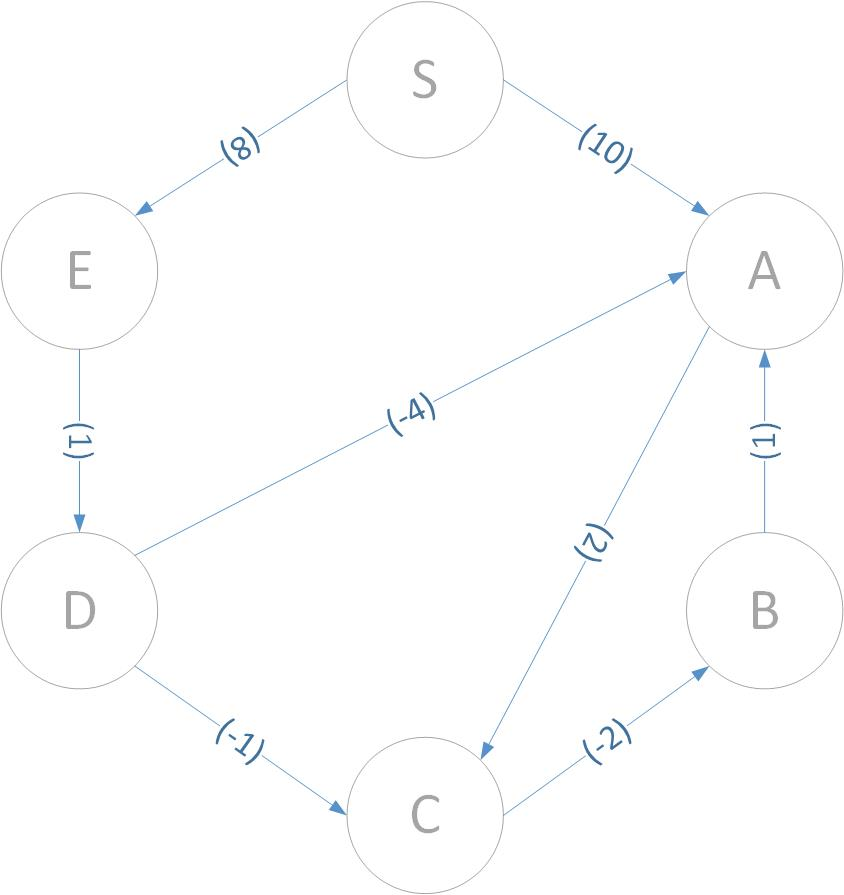 S
(8)
(10)
E
A
(-4)
(1)
(1)
(2)
D
B
(-1)
(-2)
C